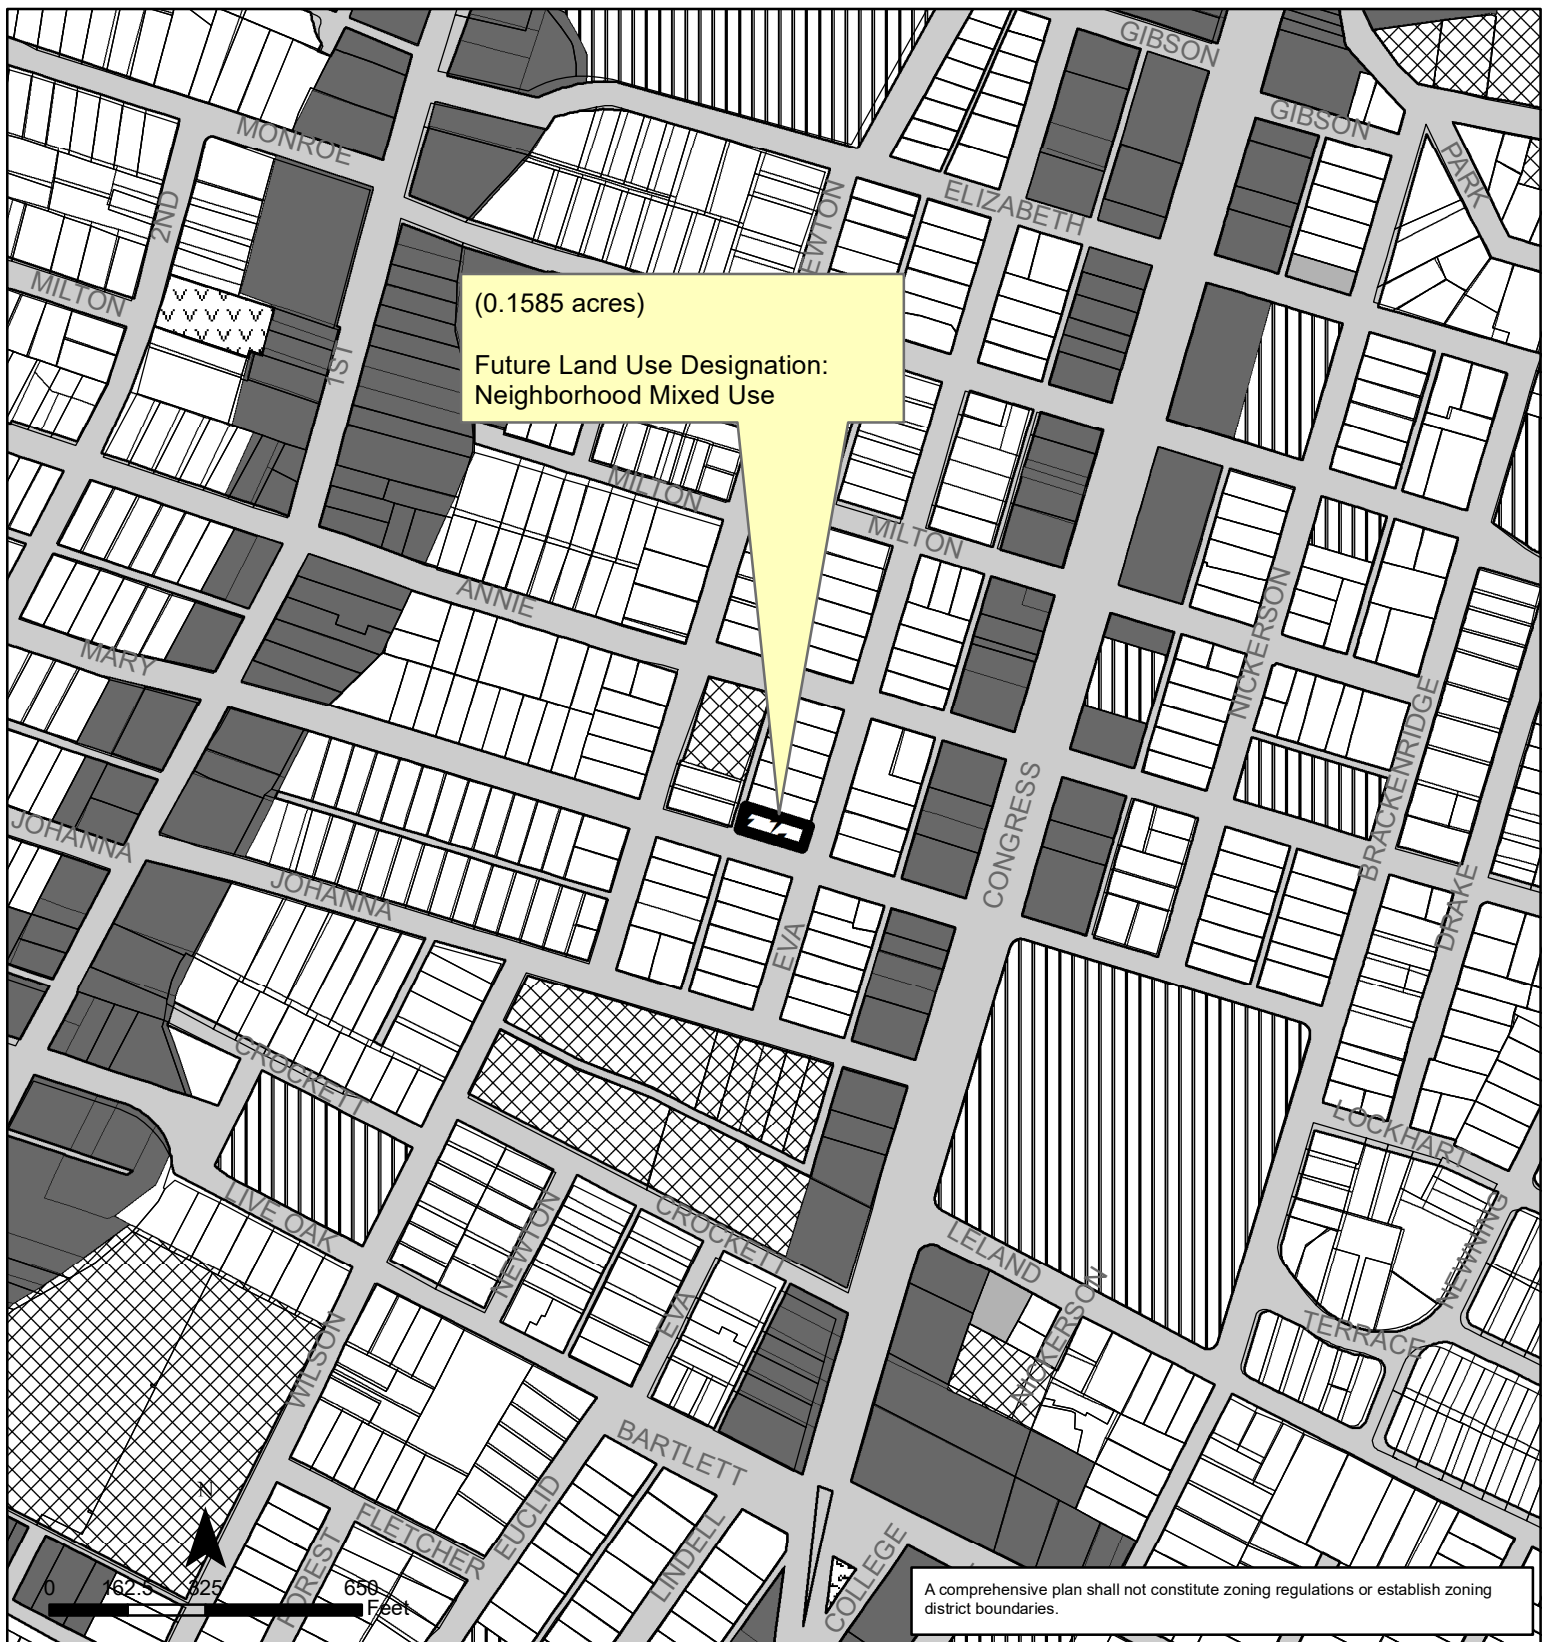 GIBSON
GIBSON
MONROE
PARK
2ND
EWTON
ELIZABETH
MILTON
(0.1585 acres)
Future Land Use Designation:
Neighborhood Mixed Use
1ST
MILTON
MILTON
ANNIE
NICKERSON
MARY
BRACKENRIDGE
CONGRESS
JOHANNA
JOHANNA
DRAKE
EVA
CROCKETT
LOCKHART
LIVE OAK
NEWTON
CROCKETT
LELAND
NEWNING
EVA
NICKERSON
TERRACE
WILSON
BARTLETT
N
EUCLID
FLETCHER
LINDELL
FOREST
COLLEGE
0 162.5 325 650
Feet
A comprehensive plan shall not constitute zoning regulations or establish zoning
district boundaries.